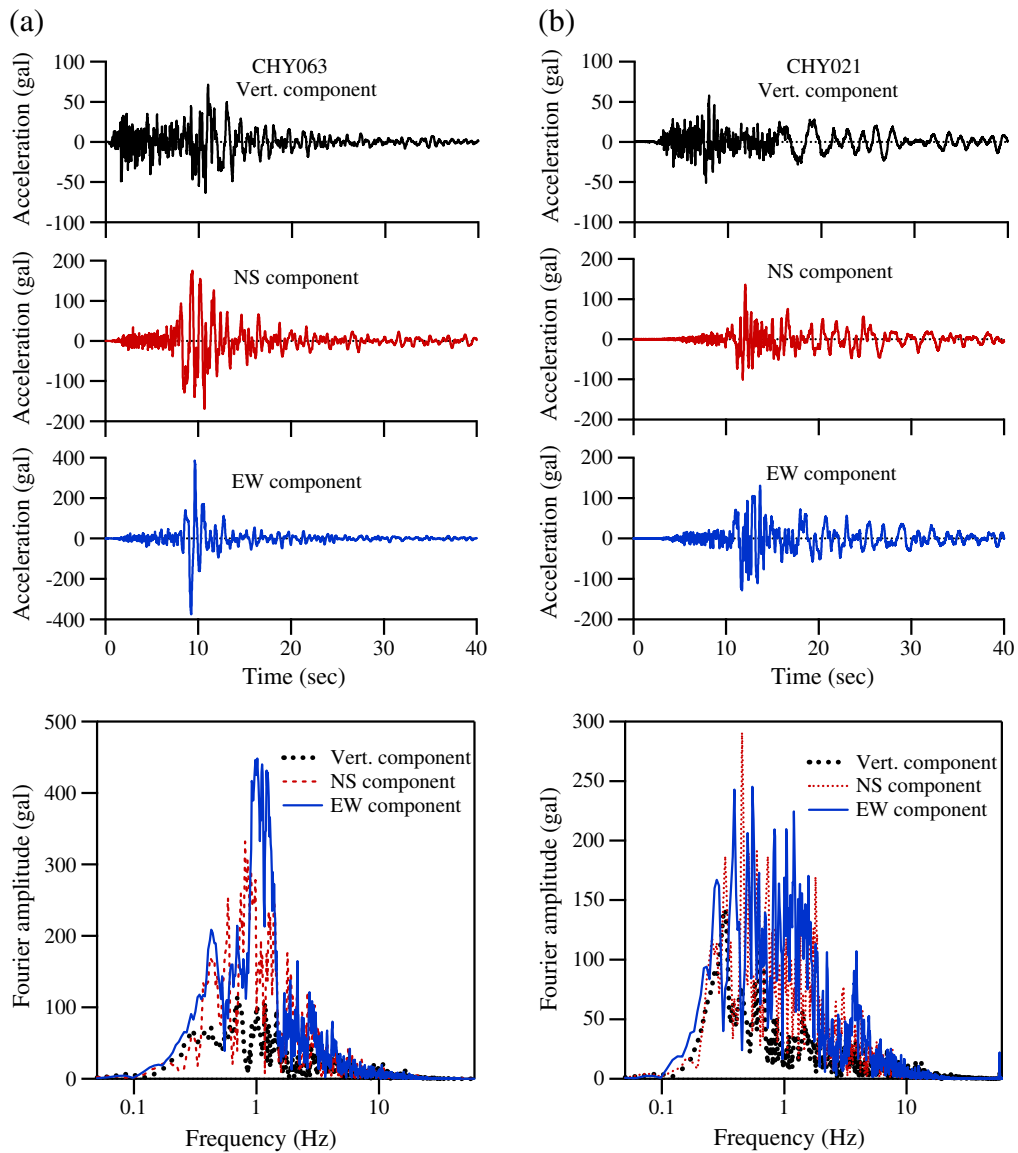 (a)
CHY063
Vert. component
Acceleration (gal)
100
50
0
-50
-100
NS component
Acceleration (gal)
200
100
0
-100
-200
EW component
Acceleration (gal)
400
200
0
-200
-400
0
10
20
30
40
Time (sec)
Fourier amplitude (gal)
500
400
300
200
100
0
Vert. component
NS component
EW component
0.1
1
10
Frequency (Hz)
(b)
CHY021
Vert. component
Acceleration (gal)
100
50
0
-50
-100
NS component
Acceleration (gal)
200
100
0
-100
-200
EW component
Acceleration (gal)
200
100
0
-100
-200
0
10
20
30
40
Time (sec)
Fourier amplitude (gal)
300
250
200
150
100
50
0
Vert. component
NS component
EW component
0.1
1
10
Frequency (Hz)